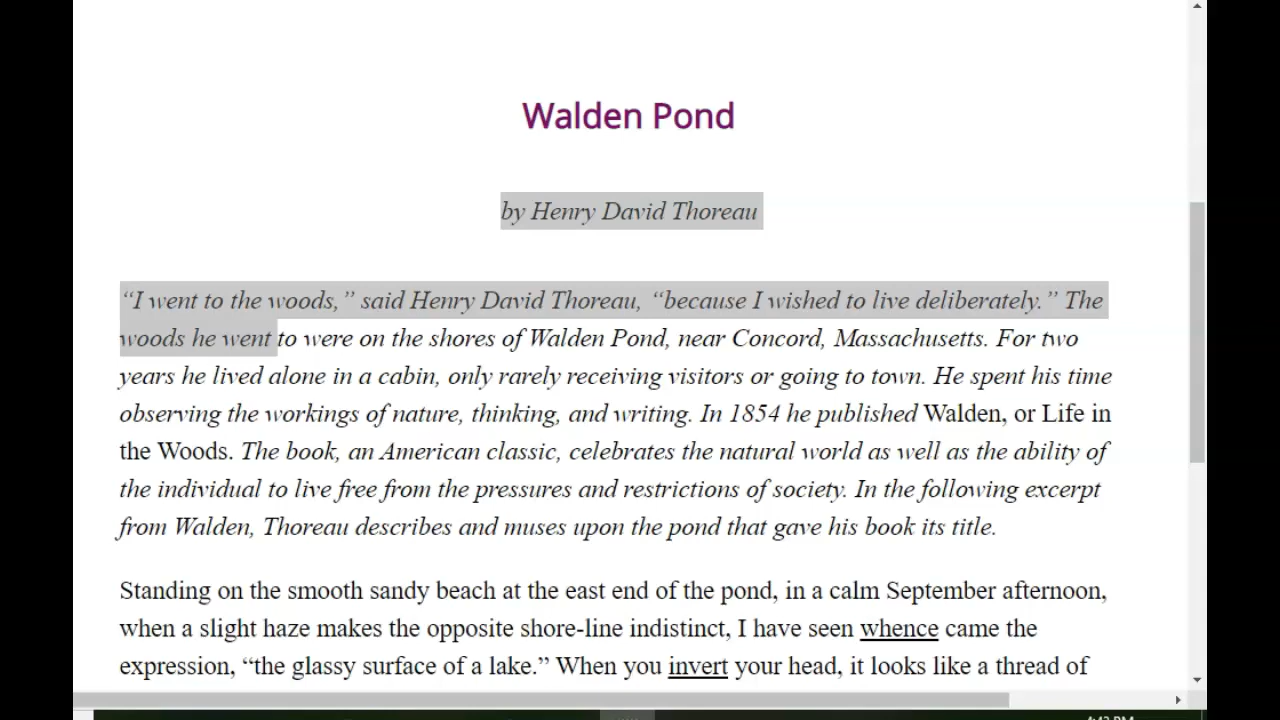 Walden Pond
by Henry David Thoreau
“I went to the woods,” said Henry David Thoreau, “because I wished to live deliberately.” The
woods he went to were on the shores of Walden Pond, near Concord, Massachusetts. For two
years he lived alone in a cabin, only rarely receiving visitors or going to town. He spent his time
observing the workings of nature, thinking, and writing. In 1854 he published Walden, or Life in
the Woods. The book, an American classic, celebrates the natural world as well as the ability of
the individual to live free from the pressures and restrictions of society. In the following excerpt
from Walden, Thoreau describes and muses upon the pond that gave his book its title.
Standing on the smooth sandy beach at the east end of the pond, in a calm September afternoon,
when a slight haze makes the opposite shore-line indistinct, I have seen whence came the
expression, “the glassy surface of a lake.” When you invert your head, it looks like a thread of